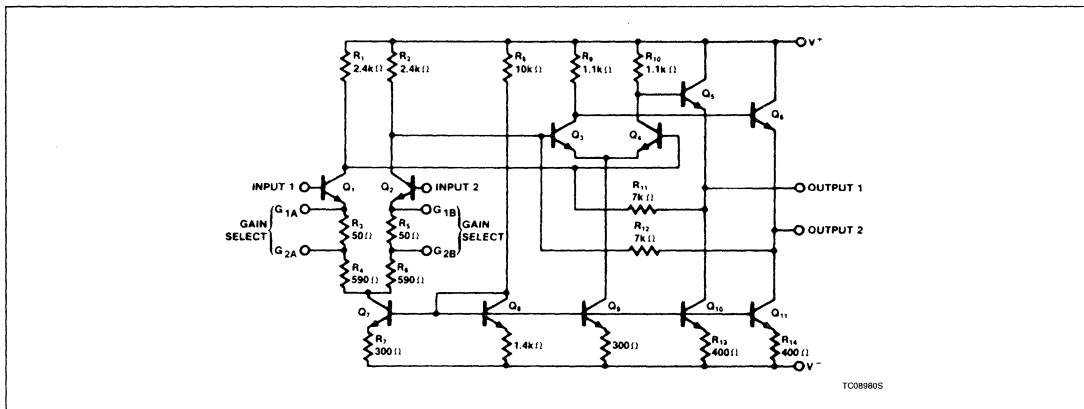 V+
R1
2.4kΩ
R2
2.4kΩ
R8
10kΩ
R9
1.1kΩ
R10
1.1kΩ
Q5
Q6
Q3
Q4
INPUT 1
Q1
Q2
INPUT 2
R11
7kΩ
OUTPUT 1
G1A
G1B
GAIN
SELECT
R3
50Ω
R5
50Ω
GAIN
SELECT
R12
7kΩ
OUTPUT 2
G2A
G2B
R4
590Ω
R6
590Ω
Q7
Q8
Q9
Q10
Q11
R7
300Ω
1.4kΩ
300Ω
R13
400Ω
R14
400Ω
V−
TC08980S